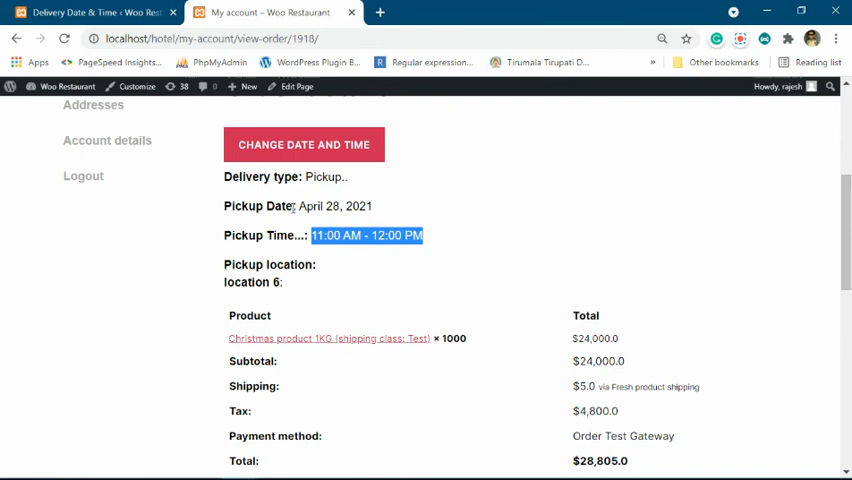 Delivery Date & Time ‹ Woo Rest
My account – Woo Restaurant
localhost/hotel/my-account/view-order/1918/
Apps
PageSpeed Insights...
PhpMyAdmin
WordPress Plugin B...
Regular expression...
Tirumala Tirupati D...
»
Other bookmarks
Reading list
Woo Restaurant
Customize
38
0
New
Edit Page
Howdy, rajesh
Addresses
Account details
Logout
CHANGE DATE AND TIME
Delivery type: Pickup..
Pickup Date: April 28, 2021
Pickup Time...: 11:00 AM - 12:00 PM
Pickup location:
location 6:
Product Total
Christmas product 1KG (shipping class: Test) × 1000 $24,000.0
Subtotal: $24,000.0
Shipping: $5.0 via Fresh product shipping
Tax: $4,800.0
Payment method: Order Test Gateway
Total: $28,805.0